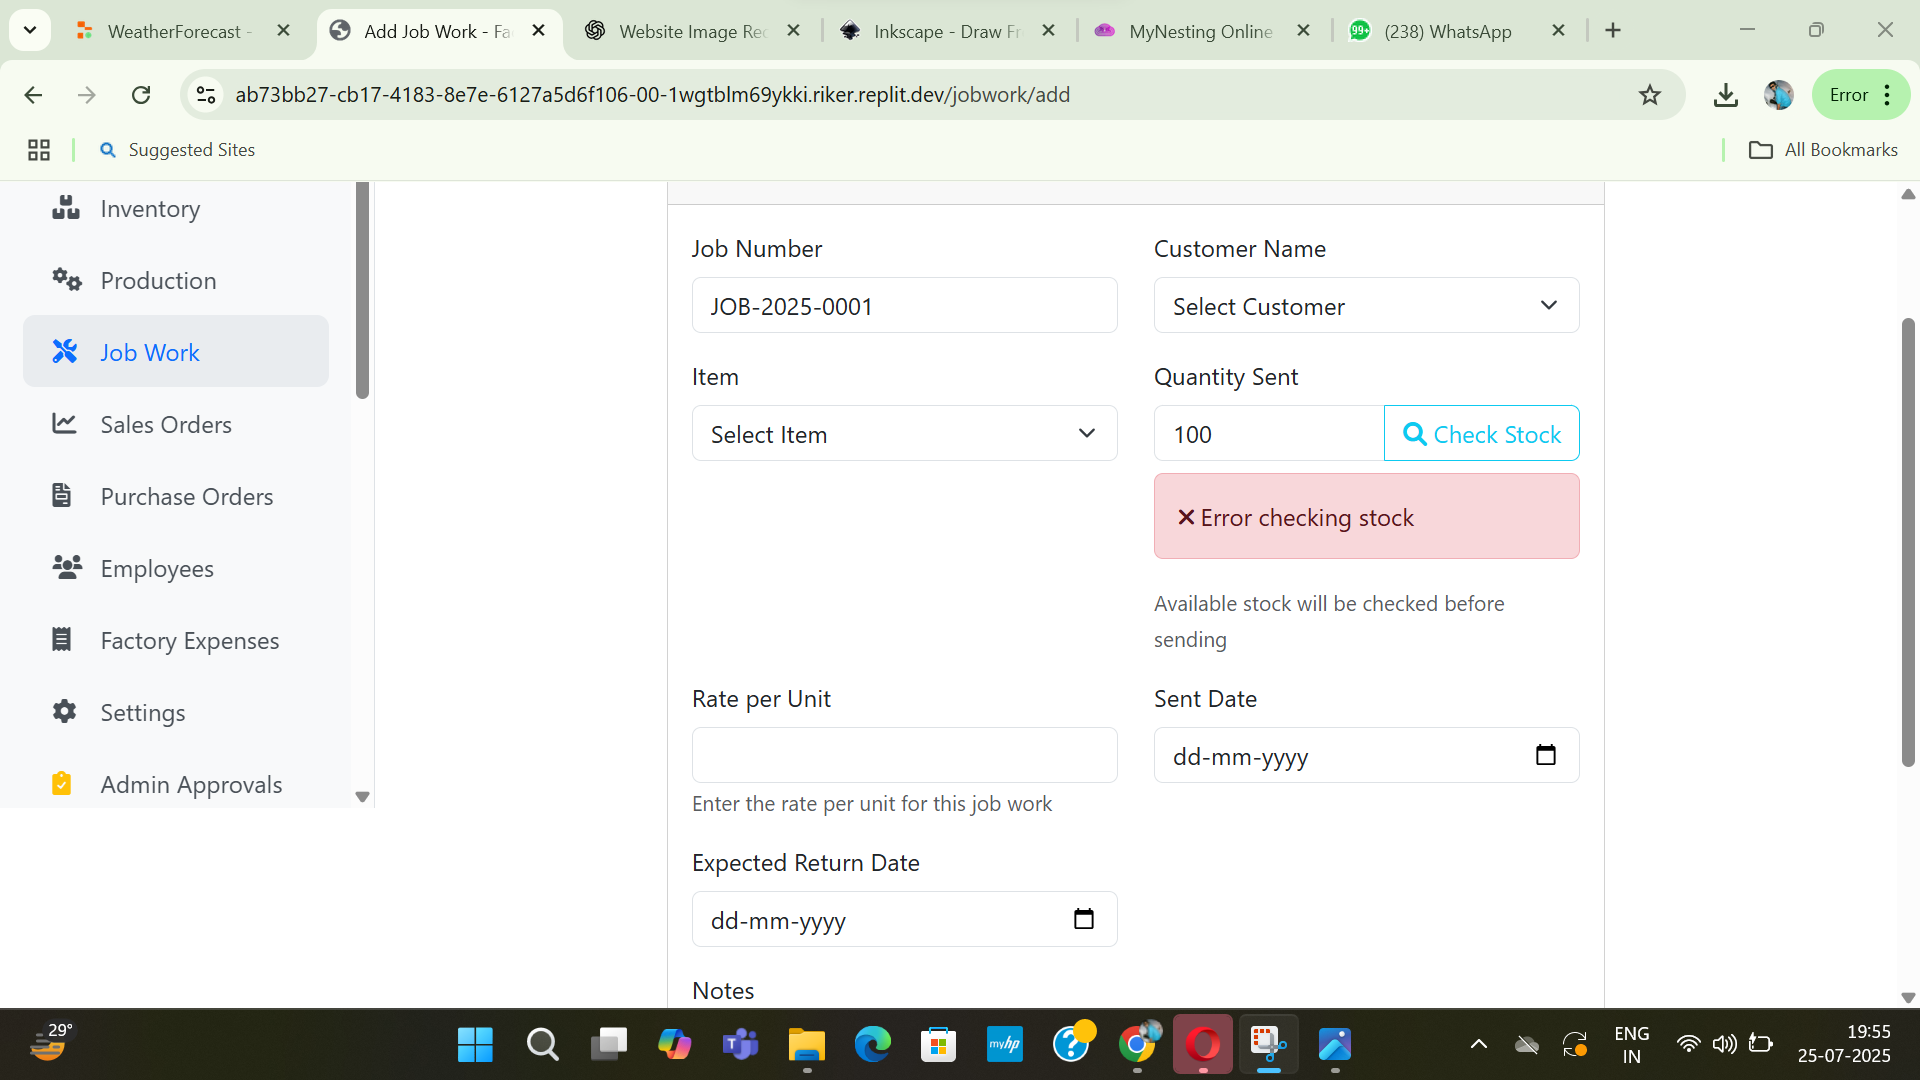 WeatherForecast -
Add Job Work - Fa
Website Image Rec
Inkscape - Draw Fr
MyNesting Online
99+
(238) WhatsApp
ab73bb27-cb17-4183-8e7e-6127a5d6f106-00-1wgtblm69ykki.riker.replit.dev/jobwork/add
Error
Suggested Sites
All Bookmarks
Inventory
Production
Job Work
Sales Orders
Purchase Orders
Employees
Factory Expenses
Settings
Admin Approvals
Job Number
JOB-2025-0001
Customer Name
Select Customer
Item
Select Item
Quantity Sent
100
Check Stock
Error checking stock
Available stock will be checked before
sending
Rate per Unit
Enter the rate per unit for this job work
Sent Date
dd-mm-yyyy
Expected Return Date
dd-mm-yyyy
Notes
29°
myhp
ENG
IN
19:55
25-07-2025